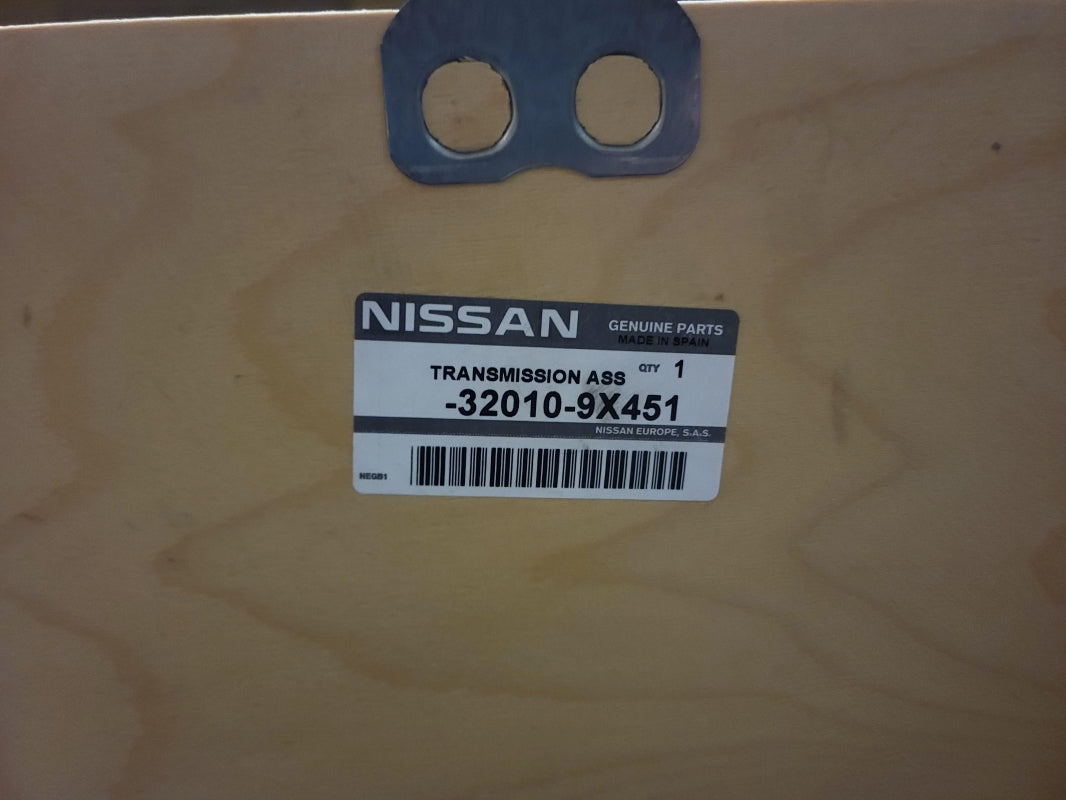 NISSAN GENUINE PARTS
MADE IN SPAIN
TRANSMISSION ASS QTY 1
-32010-9X451
NISSAN EUROPE, S.A.S.
NEGB1